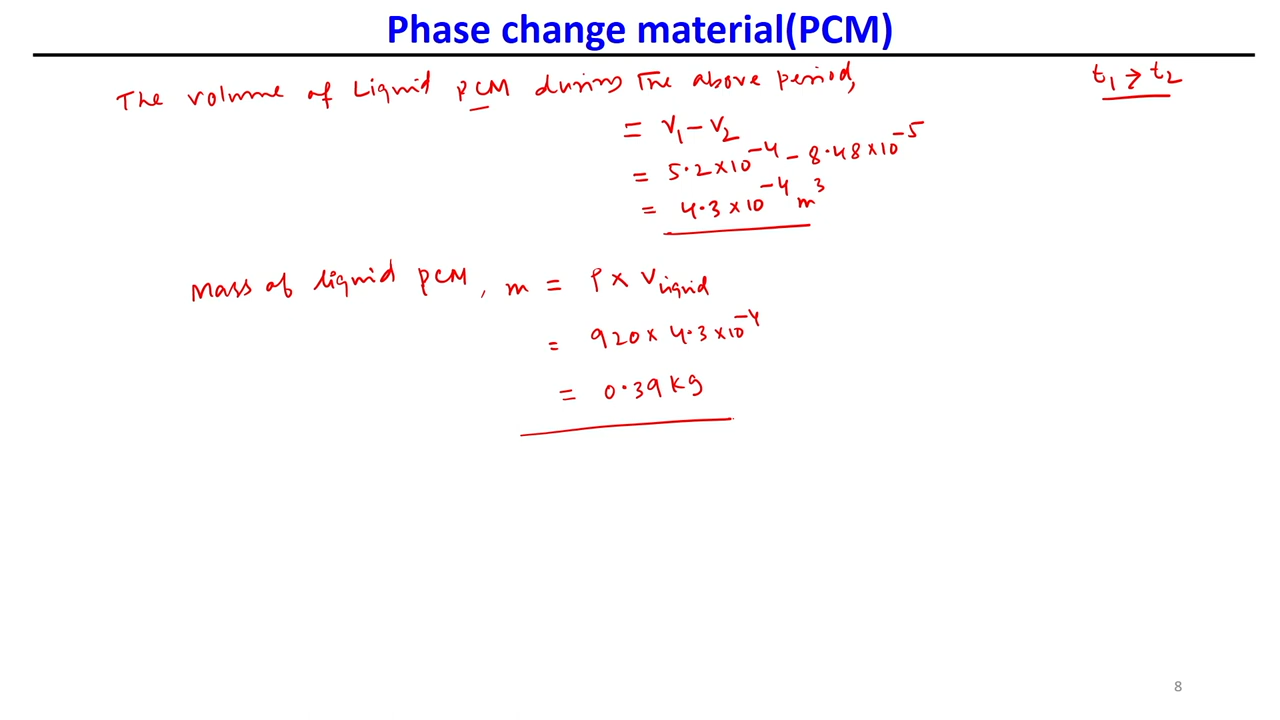 Phase change material(PCM)
The volume of Liquid PCM during the above period,
t₁ → t₂
= V₁ - V₂
= 5.2×10⁻⁴ - 8.48×10⁻⁵
= 4.3×10⁻⁴ m³
Mass of liquid PCM, m = ρ × V_liquid
= 920 × 4.3×10⁻⁴
= 0.39 kg
8